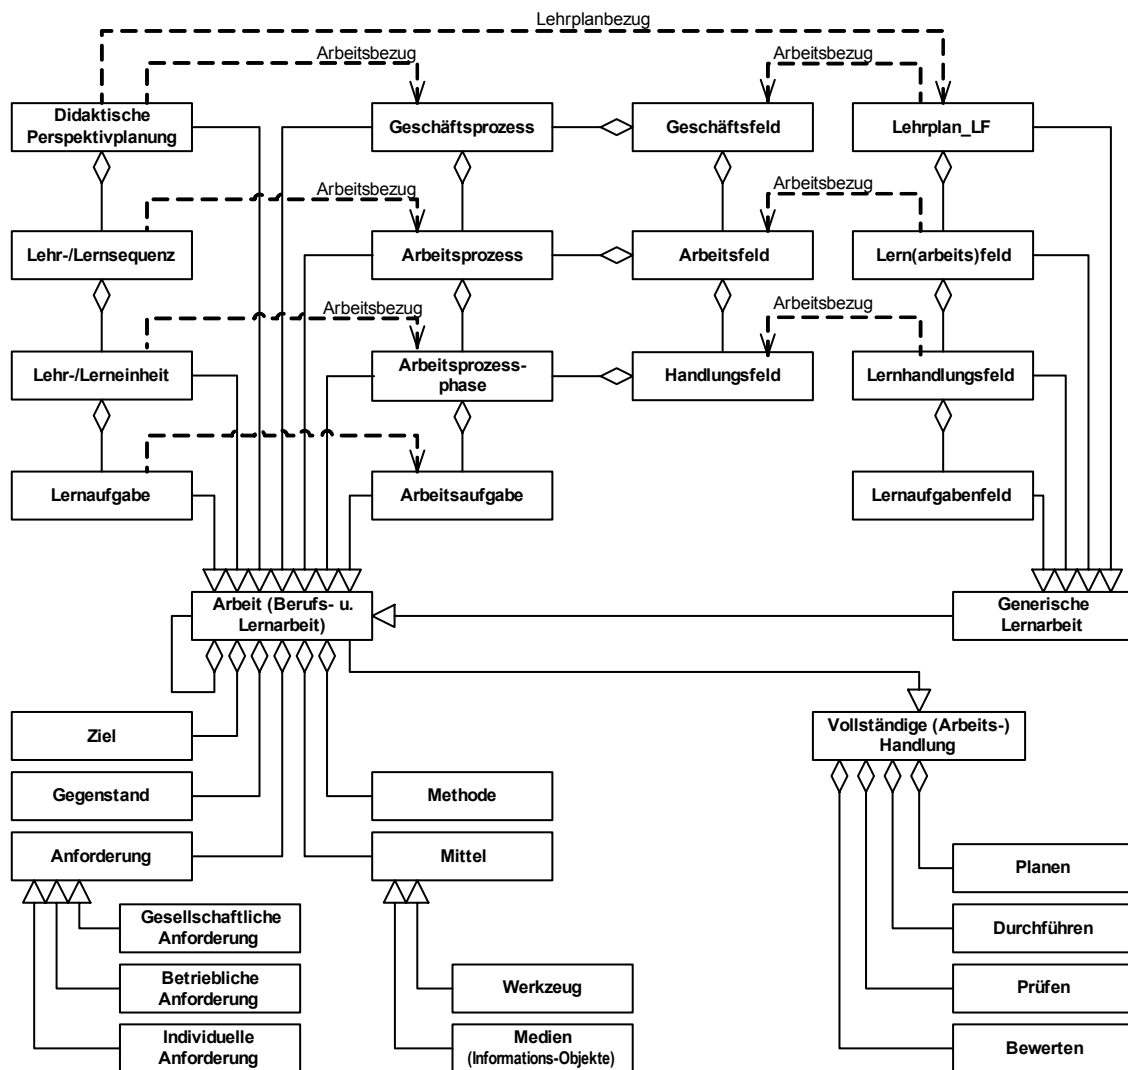 Lehrplanbezug
Arbeitsbezug
Arbeitsbezug
Didaktische
Perspektivplanung
Geschäftsprozess
Geschäftsfeld
Lehrplan_LF
Arbeitsbezug
Arbeitsbezug
Lehr-/Lernsequenz
Arbeitsprozess
Arbeitsfeld
Lern(arbeits)feld
Arbeitsbezug
Arbeitsbezug
Lehr-/Lerneinheit
Arbeitsprozess-
phase
Handlungsfeld
Lernhandlungsfeld
Lernaufgabe
Arbeitsaufgabe
Lernaufgabenfeld
Arbeit (Berufs- u.
Lernarbeit)
Generische
Lernarbeit
Ziel
Vollständige (Arbeits-)
Handlung
Gegenstand
Methode
Anforderung
Mittel
Planen
Gesellschaftliche
Anforderung
Durchführen
Betriebliche
Anforderung
Werkzeug
Prüfen
Individuelle
Anforderung
Medien
(Informations-Objekte)
Bewerten